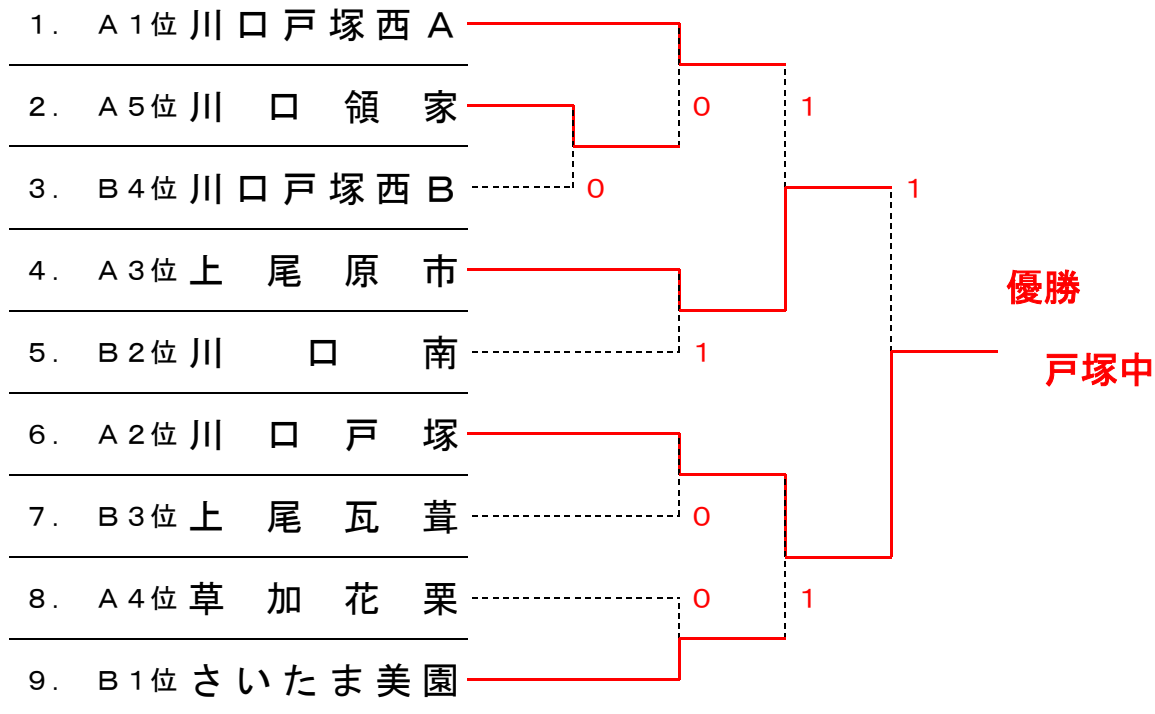 1. A1位 川口戸塚西A
2. A5位 川口領家 0 1
3. B4位 川口戸塚西B 0 1
4. A3位 上尾原市
優勝
5. B2位 川口南 1
戸塚中
6. A2位 川口戸塚
7. B3位 上尾瓦葺 0
8. A4位 草加花栗 0 1
9. B1位 さいたま美園